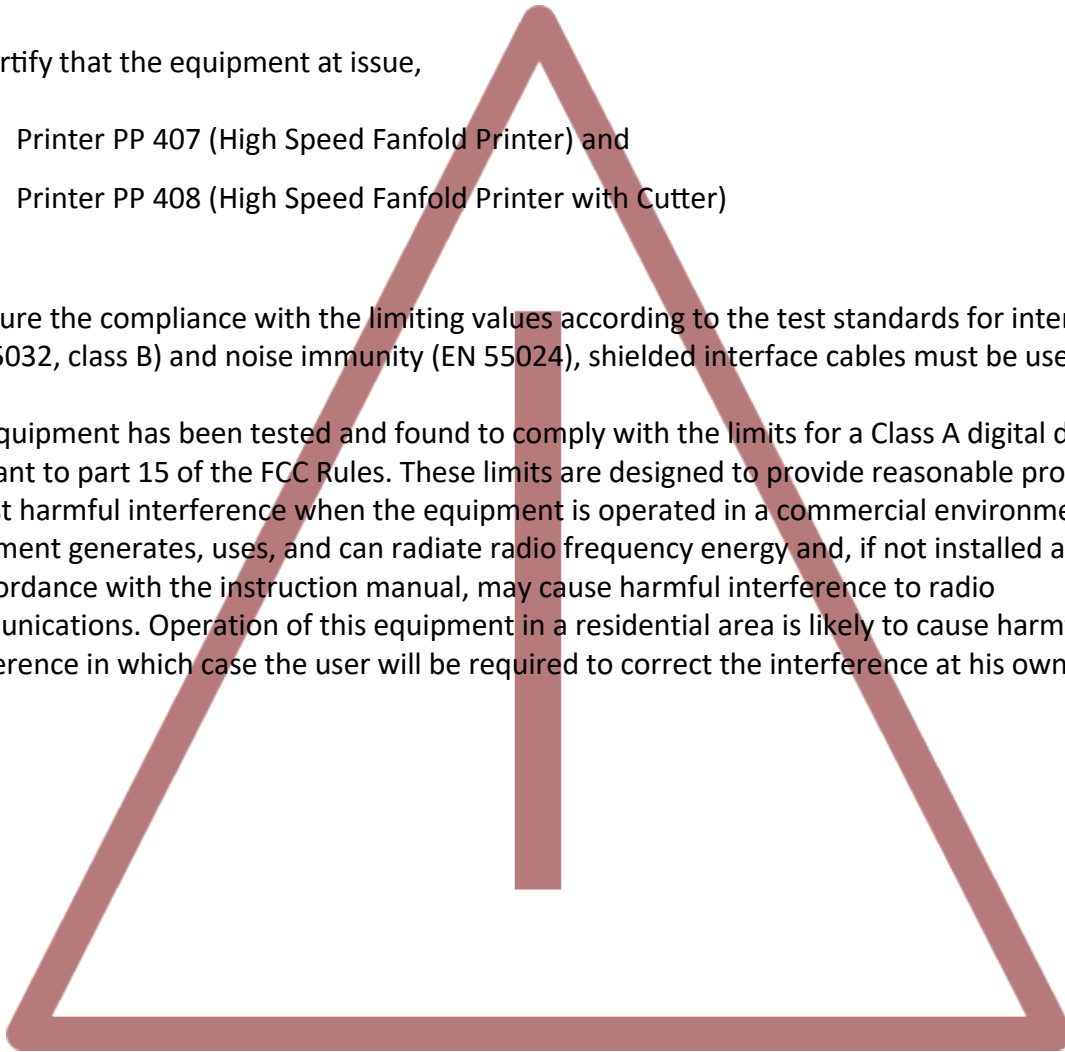 rtify that the equipment at issue,
Printer PP 407 (High Speed Fanfold Printer) and
Printer PP 408 (High Speed Fanfold Printer with Cutter)
ure the compliance with the limiting values according to the test standards for inter
5032, class B) and noise immunity (EN 55024), shielded interface cables must be use
quipment has been tested and found to comply with the limits for a Class A digital d
ant to part 15 of the FCC Rules. These limits are designed to provide reasonable pro
st harmful interference when the equipment is operated in a commercial environme
ment generates, uses, and can radiate radio frequency energy and, if not installed a
ordance with the instruction manual, may cause harmful interference to radio
unications. Operation of this equipment in a residential area is likely to cause harm
erence in which case the user will be required to correct the interference at his own